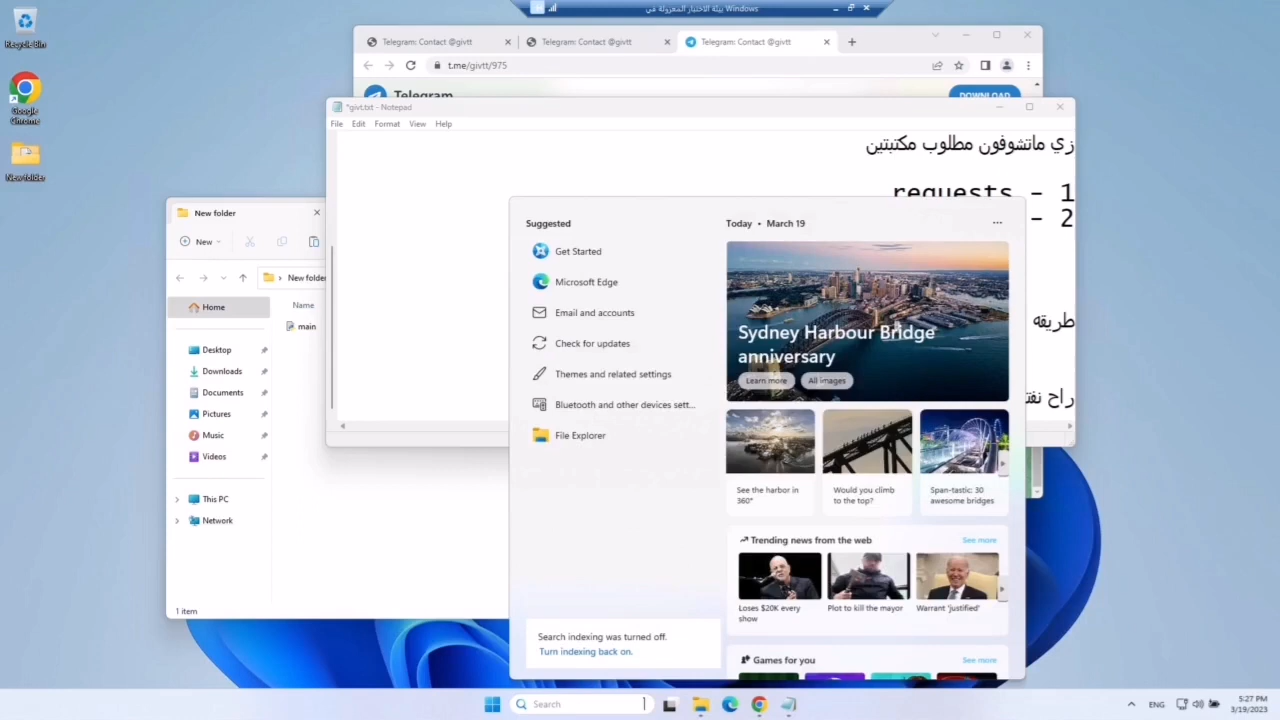 Windows بيئة الاختبار المعزولة في
Recycle Bin
Google Chrome
New folder
Telegram: Contact @givtt
Telegram: Contact @givtt
Telegram: Contact @givtt
t.me/givtt/975
Telegram
DOWNLOAD
*givt.txt - Notepad
File Edit Format View Help
زي ماتشوفون مطلوب مكتبتين
requests - 1
- 2
طريقه
New folder
New
New folder
Home
Name
main
Desktop
Downloads
Documents
Pictures
Music
Videos
This PC
Network
1 item
Suggested
Get Started
Microsoft Edge
Email and accounts
Check for updates
Themes and related settings
Bluetooth and other devices sett...
File Explorer
Search indexing was turned off.
Turn indexing back on.
Today • March 19
Sydney Harbour Bridge
anniversary
Learn more
All images
See the harbor in
360°
Would you climb
to the top?
Span-tastic: 30
awesome bridges
Trending news from the web
See more
Loses $20K every
show
Plot to kill the mayor
Warrant 'justified'
Games for you
See more
Search
ENG
5:27 PM
3/19/2023